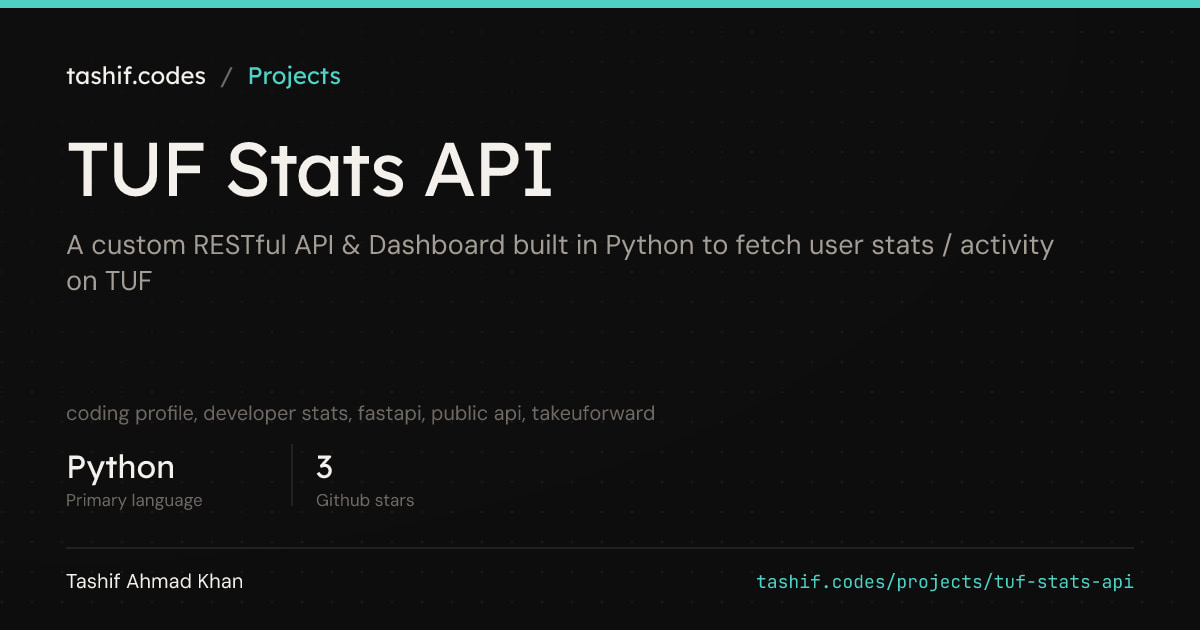 tashif.codes / Projects
TUF Stats API
A custom RESTful API & Dashboard built in Python to fetch user stats / activity
on TUF
coding profile, developer stats, fastapi, public api, takeuforward
Python
Primary language
3
Github stars
Tashif Ahmad Khan
tashif.codes/projects/tuf-stats-api